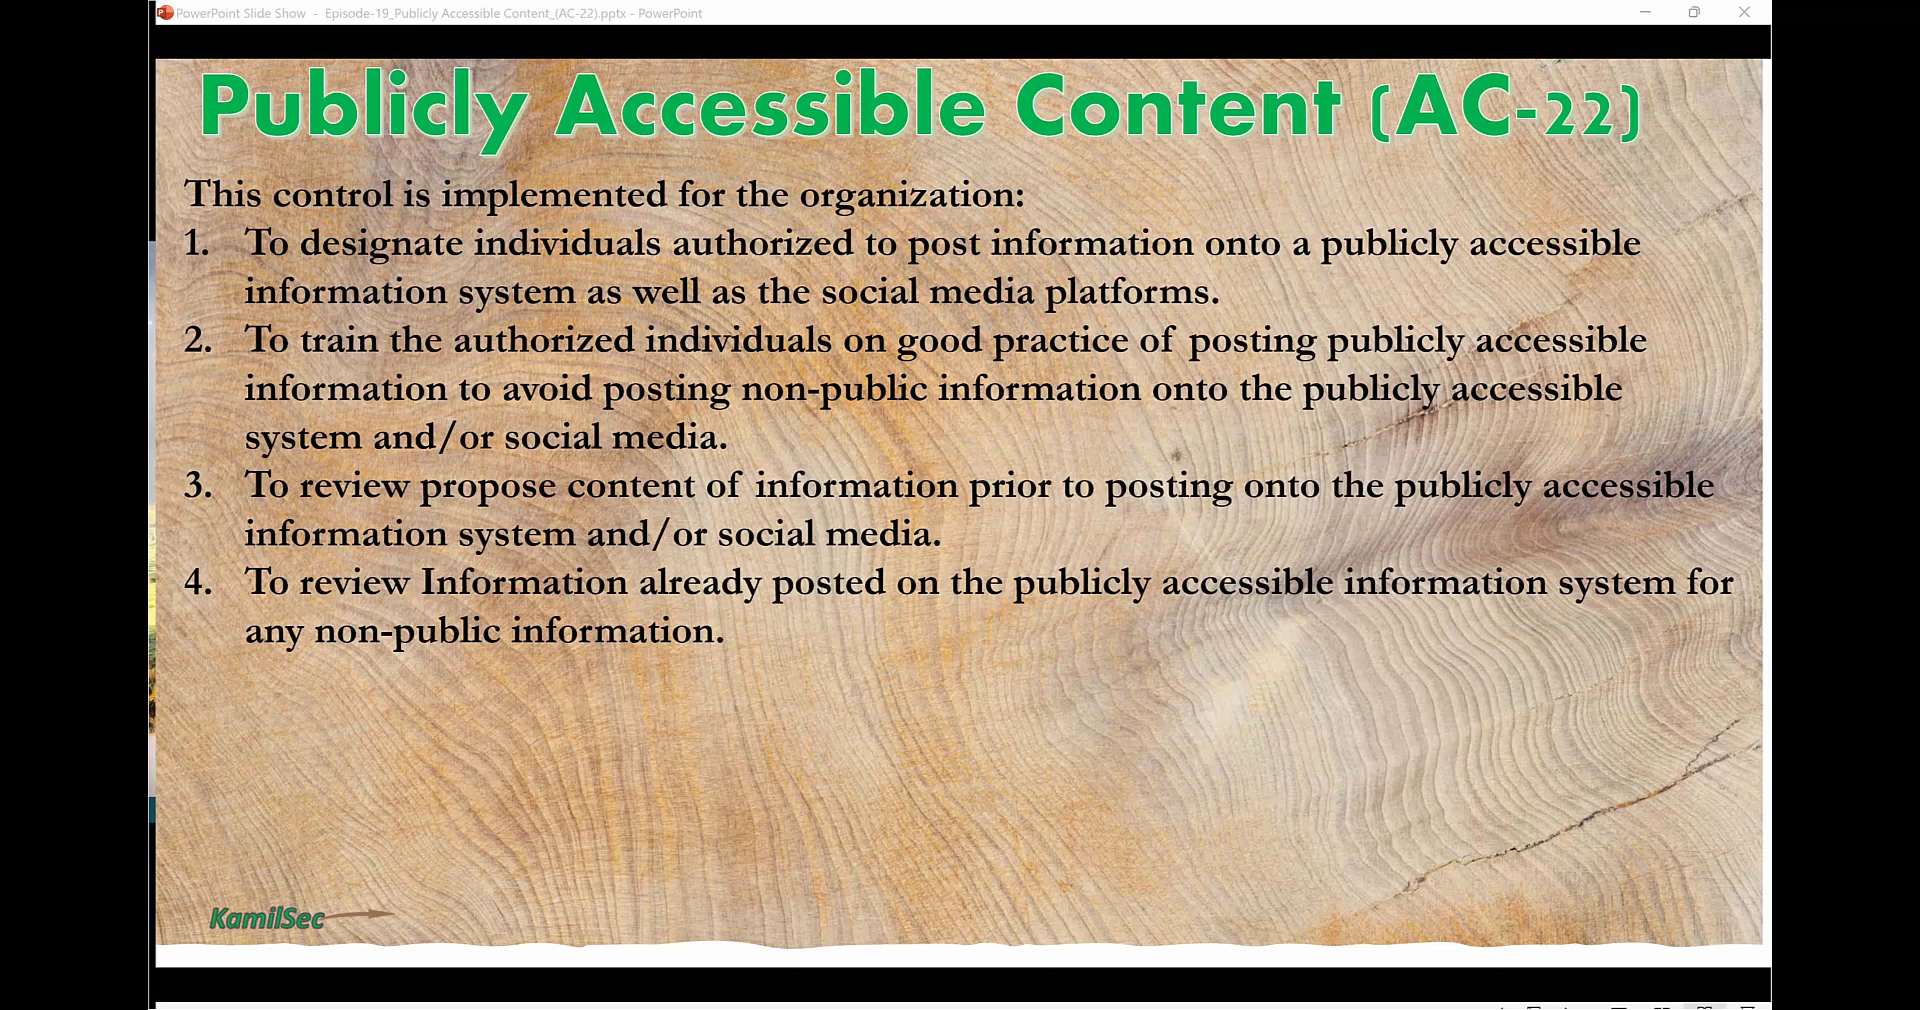 PowerPoint Slide Show - Episode-19_Publicly Accessible Content_(AC-22).pptx - PowerPoint
Publicly Accessible Content (AC-22)
This control is implemented for the organization:
1. To designate individuals authorized to post information onto a publicly accessible
information system as well as the social media platforms.
2. To train the authorized individuals on good practice of posting publicly accessible
information to avoid posting non-public information onto the publicly accessible
system and/or social media.
3. To review propose content of information prior to posting onto the publicly accessible
information system and/or social media.
4. To review Information already posted on the publicly accessible information system for
any non-public information.
KamilSec